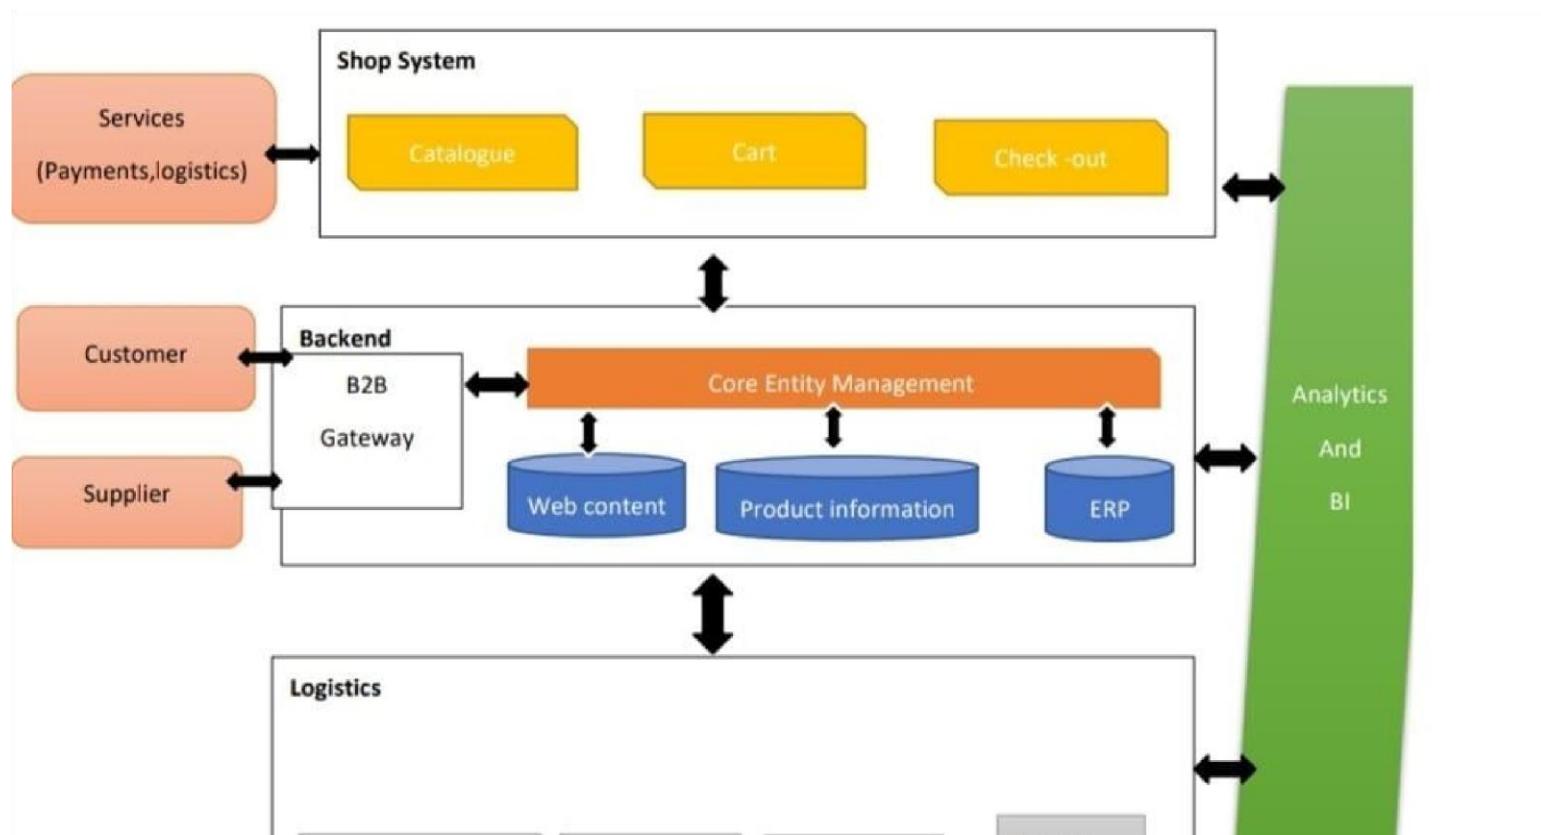 Shop System
Services
(Payments,logistics)
Catalogue
Cart
Check -out
Backend
Customer
B2B
Gateway
Core Entity Management
Supplier
Web content
Product information
ERP
Analytics
And
BI
Logistics